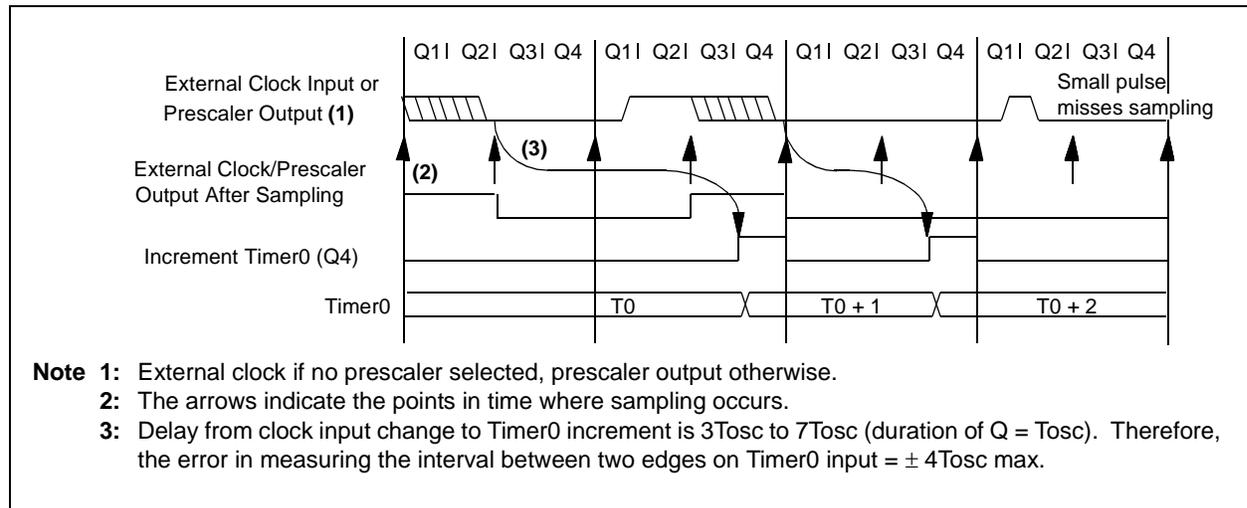 Q1| Q2| Q3| Q4 Q1| Q2| Q3| Q4 Q1| Q2| Q3| Q4 Q1| Q2| Q3| Q4
External Clock Input or
Prescaler Output (1)
Small pulse
misses sampling
(3)
External Clock/Prescaler
Output After Sampling
(2)
Increment Timer0 (Q4)
Timer0 T0 T0 + 1 T0 + 2
Note 1: External clock if no prescaler selected, prescaler output otherwise.
2: The arrows indicate the points in time where sampling occurs.
3: Delay from clock input change to Timer0 increment is 3Tosc to 7Tosc (duration of Q = Tosc). Therefore,
the error in measuring the interval between two edges on Timer0 input = ± 4Tosc max.